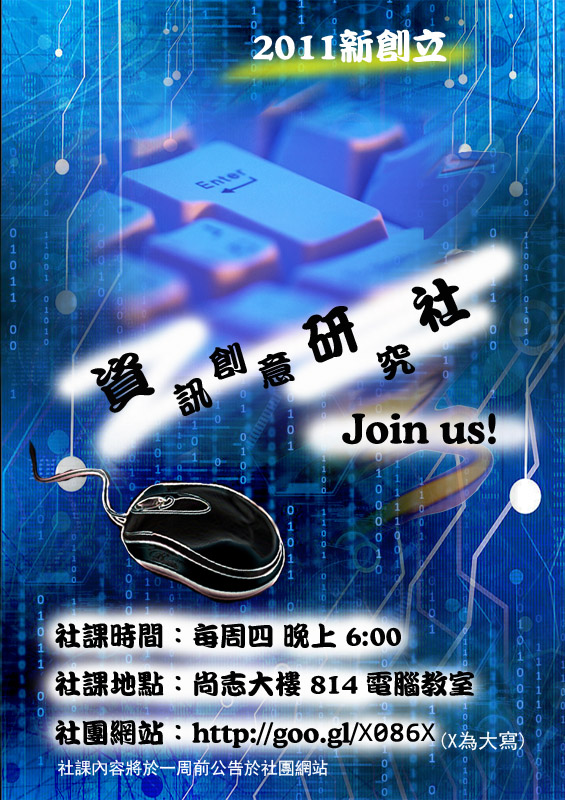 2011新創立
Enter
資訊創意研究社
Join us!
社課時間：每周四 晚上 6:00
社課地點：尚志大樓 814 電腦教室
社團網站：http://goo.gl/X086X (X為大寫)
社課內容將於一周前公告於社團網站